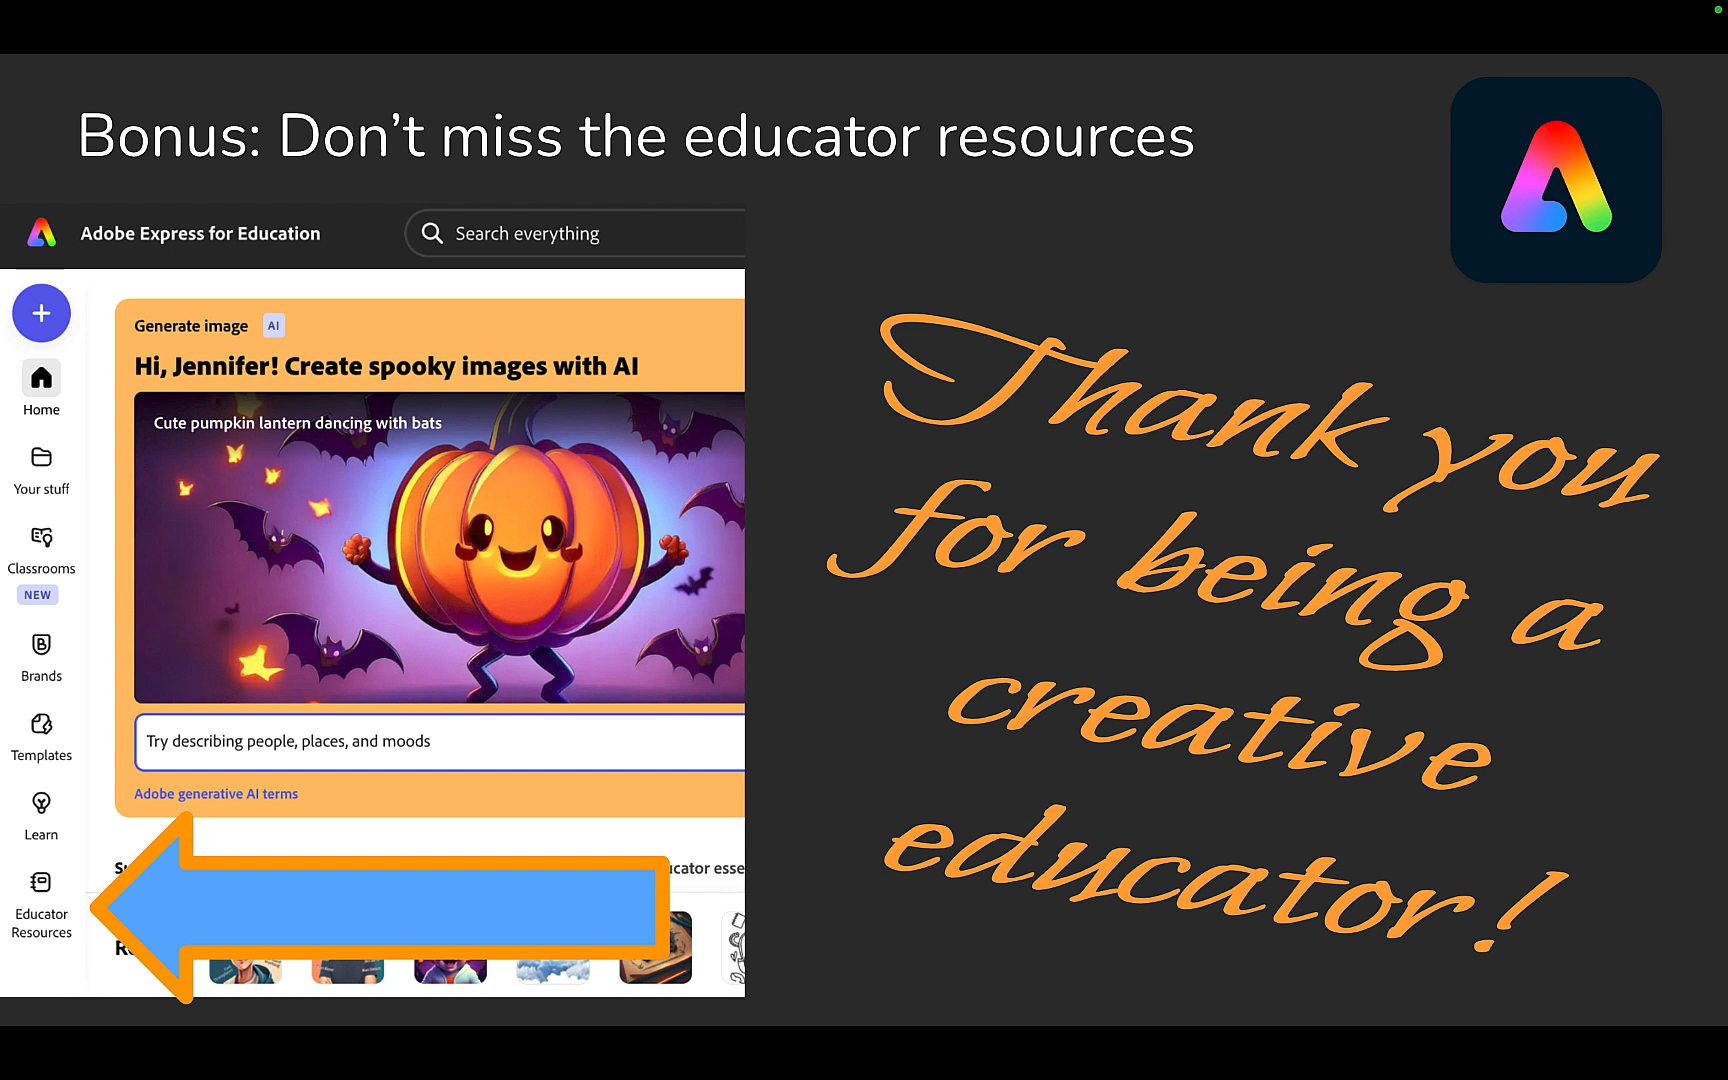 Bonus: Don’t miss the educator resources
Adobe Express for Education
Search everything
Generate image AI
Hi, Jennifer! Create spooky images with AI
Cute pumpkin lantern dancing with bats
Try describing people, places, and moods
Adobe generative AI terms
Home
Your stuff
Classrooms
NEW
Brands
Templates
Learn
Educator
Resources
Thank you
for being a
creative
educator!